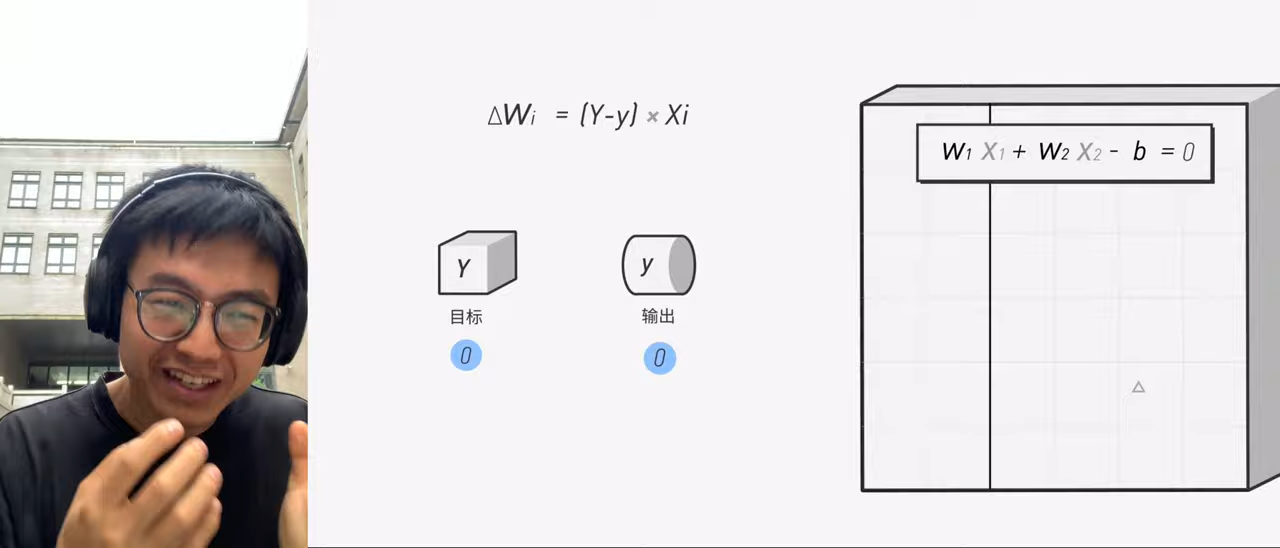 ΔWi = (Y-y) × Xi
W1 X1 + W2 X2 - b = 0
Y
y
目标
输出
0
0